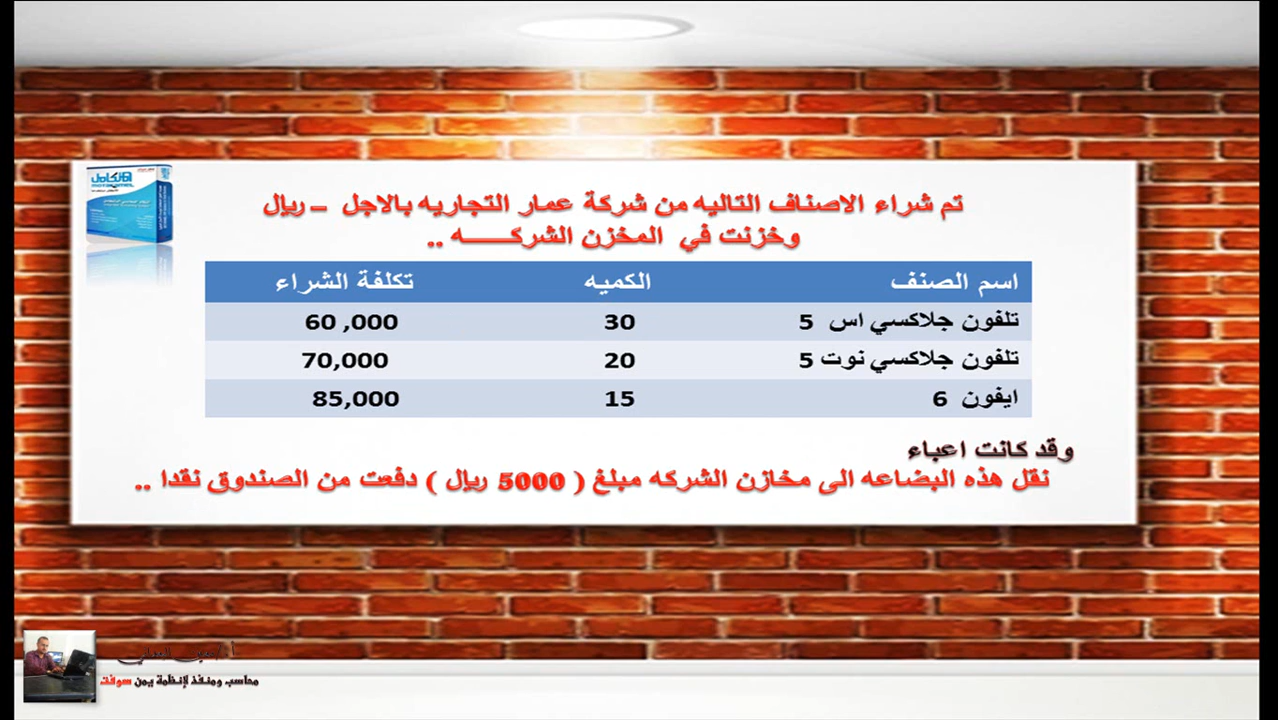 تم شراء الاصناف التاليه من شركة عمار التجاريه بالاجل – ريال
وخزنت في المخزن الشركـــــه ..
اسم الصنف الكميه تكلفة الشراء
تلفون جلاكسي اس 5 30 60 ,000
تلفون جلاكسي نوت 5 20 70,000
ايفون 6 15 85,000
وقد كانت اعباء
نقل هذه البضاعه الى مخازن الشركه مبلغ ( 5000 ريال ) دفعت من الصندوق نقدا ..
محاسب ومنفذ لإنظمة يمن سوفت